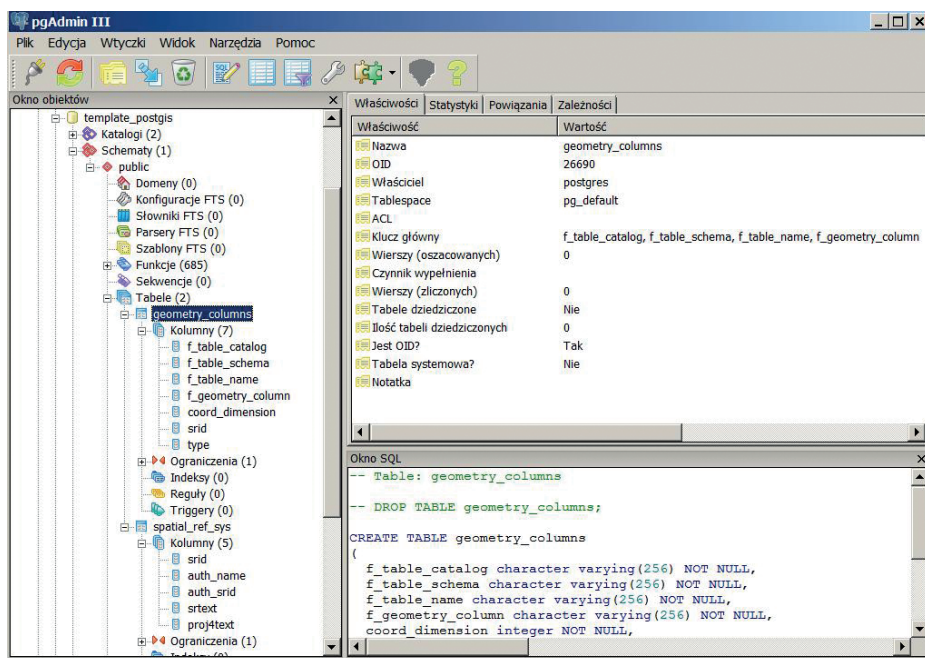 pgAdmin III
Plik Edycja Wtyczki Widok Narzędzia Pomoc
SQL
Okno obiektów
template_postgis
Katalogi (2)
Schematy (1)
public
Domeny (0)
Konfiguracje FTS (0)
Słowniki FTS (0)
Parsery FTS (0)
Szablony FTS (0)
Funkcje (685)
Sekwencje (0)
Tabele (2)
geometry_columns
Kolumny (7)
f_table_catalog
f_table_schema
f_table_name
f_geometry_column
coord_dimension
srid
type
Ograniczenia (1)
Indeksy (0)
Reguły (0)
Triggery (0)
spatial_ref_sys
Kolumny (5)
srid
auth_name
auth_srid
srtext
proj4text
Ograniczenia (1)
Indeksy (0)
Właściwości Statystyki Powiązania Zależności
Właściwość Wartość
Nazwa geometry_columns
OID 26690
Właściciel postgres
Tablespace pg_default
ACL
Klucz główny f_table_catalog, f_table_schema, f_table_name, f_geometry_column
Wierszy (oszacowanych) 0
Czynnik wypełnienia
Wierszy (zliczonych) 0
Tabele dziedziczone Nie
Ilość tabeli dziedziczonych 0
Jest OID? Tak
Tabela systemowa? Nie
Notatka
Okno SQL
-- Table: geometry_columns
-- DROP TABLE geometry_columns;
CREATE TABLE geometry_columns
(
f_table_catalog character varying(256) NOT NULL,
f_table_schema character varying(256) NOT NULL,
f_table_name character varying(256) NOT NULL,
f_geometry_column character varying(256) NOT NULL,
coord_dimension integer NOT NULL,